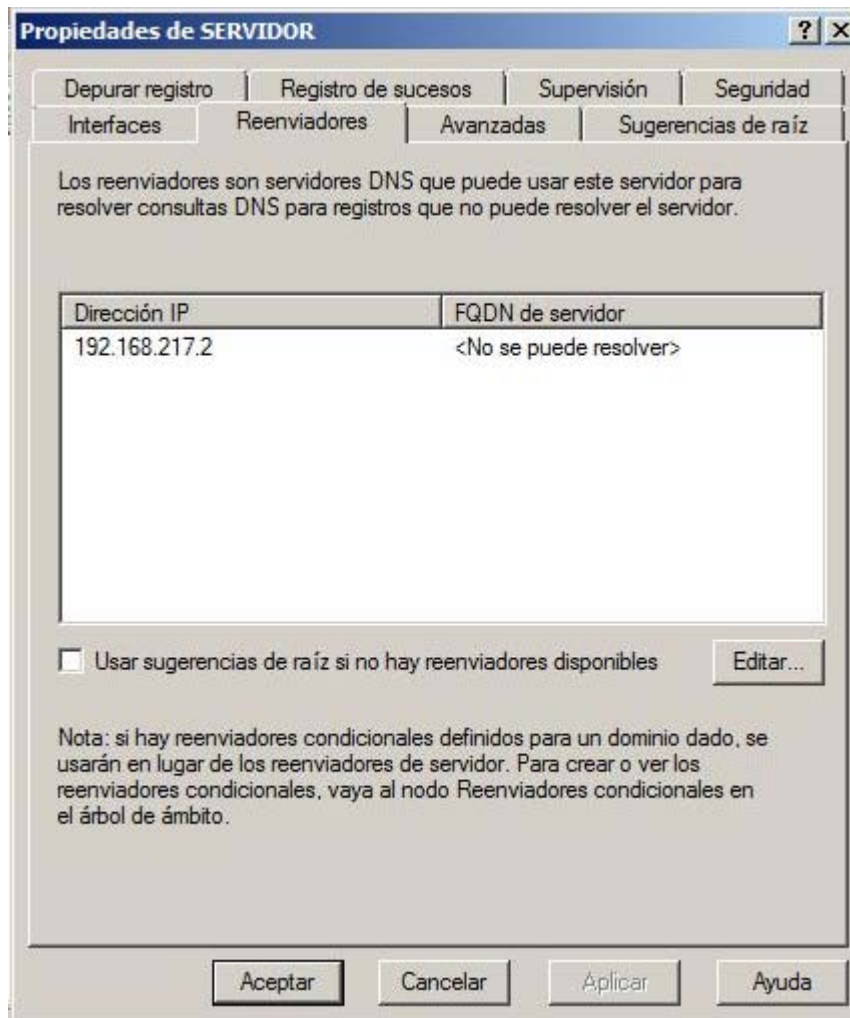 Propiedades de SERVIDOR
Depurar registro Registro de sucesos Supervisión Seguridad
Interfaces Reenviadores Avanzadas Sugerencias de raíz
Los reenviadores son servidores DNS que puede usar este servidor para
resolver consultas DNS para registros que no puede resolver el servidor.
Dirección IP FQDN de servidor
192.168.217.2 <No se puede resolver>
Usar sugerencias de raíz si no hay reenviadores disponibles Editar...
Nota: si hay reenviadores condicionales definidos para un dominio dado, se
usarán en lugar de los reenviadores de servidor. Para crear o ver los
reenviadores condicionales, vaya al nodo Reenviadores condicionales en
el árbol de ámbito.
Aceptar Cancelar Aplicar Ayuda